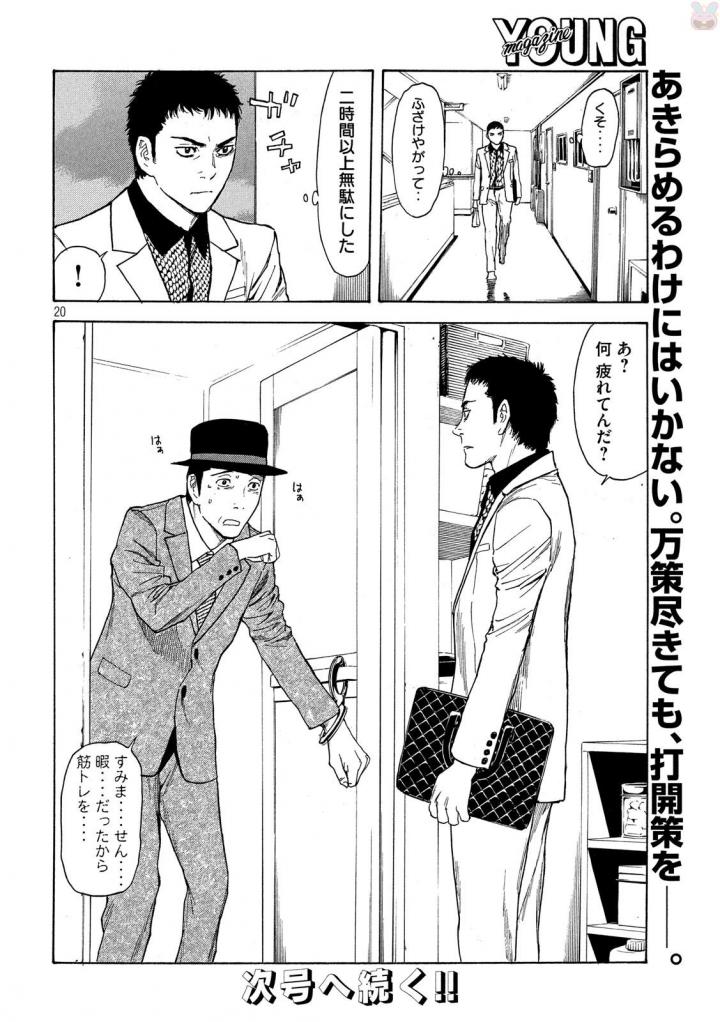 YOUNG
magazine
くそ‥‥
ふざけやがって‥
二時間以上無駄にした
ガチャ
！
20
あ？
何 疲れてんだ？
はぁ
はぁ
すみま‥‥せん‥‥
暇‥‥だったから
筋トレを‥‥
あきらめるわけにはいかない。万策尽きても、打開策を――。
次号へ続く!!